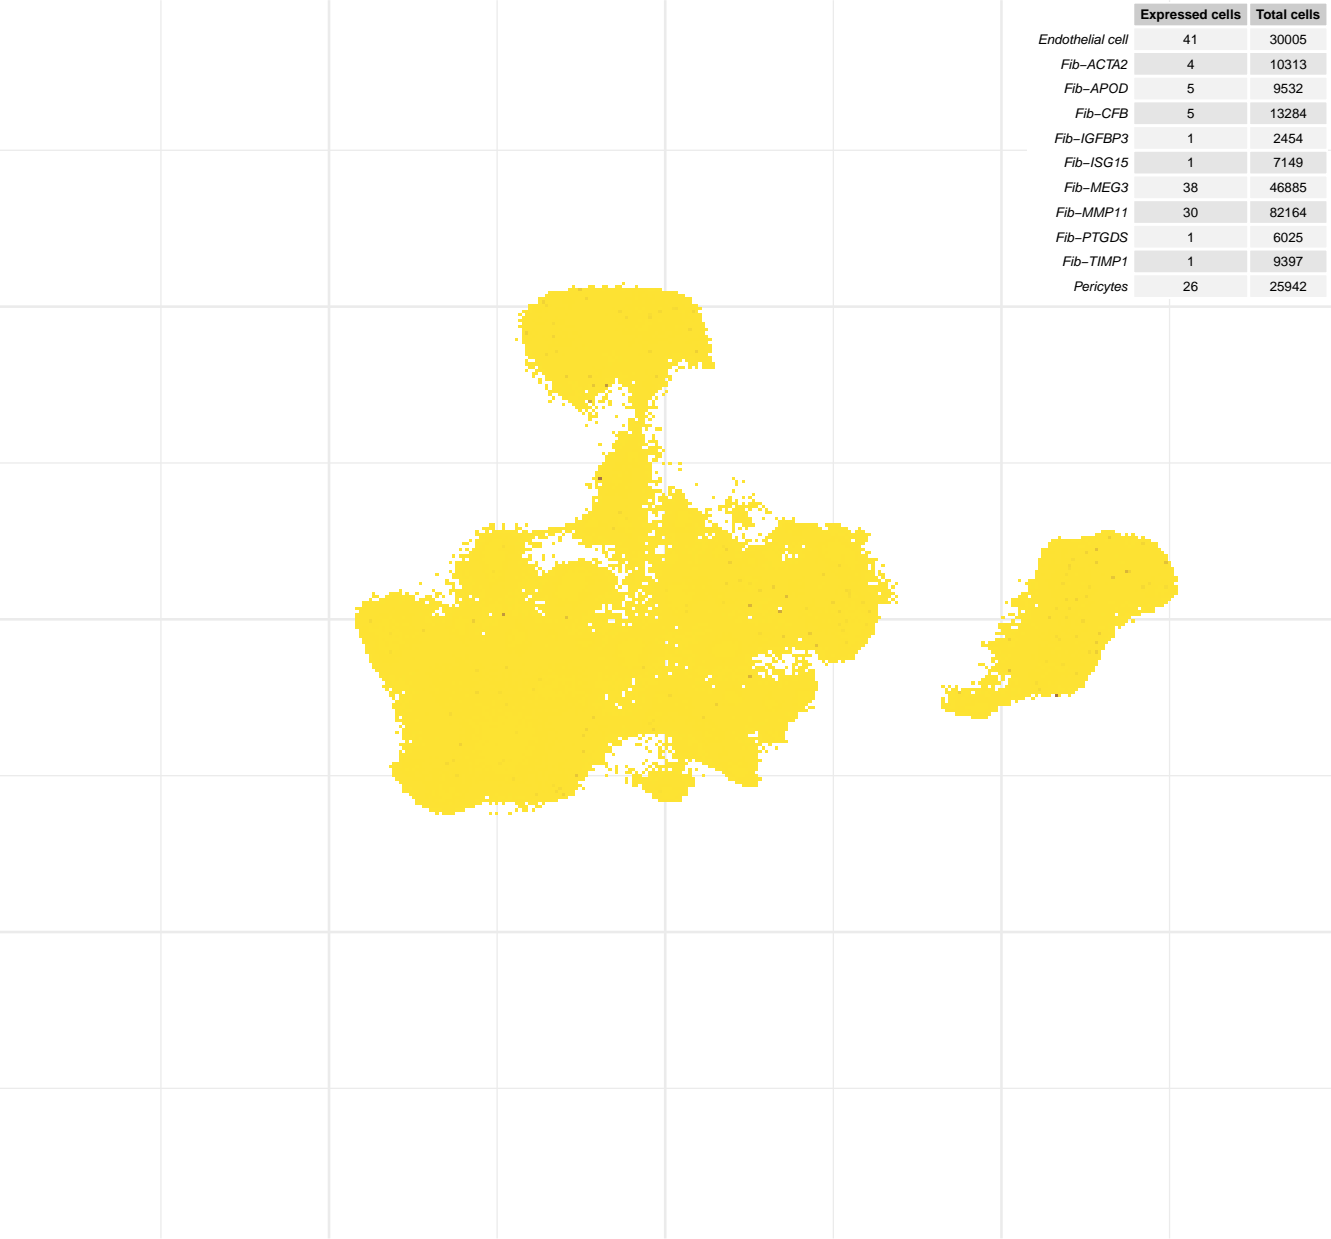 Expressed cells Total cells
Endothelial cell 41 30005
Fib−ACTA2 4 10313
Fib−APOD 5 9532
Fib−CFB 5 13284
Fib−IGFBP3 1 2454
Fib−ISG15 1 7149
Fib−MEG3 38 46885
Fib−MMP11 30 82164
Fib−PTGDS 1 6025
Fib−TIMP1 1 9397
Pericytes 26 25942